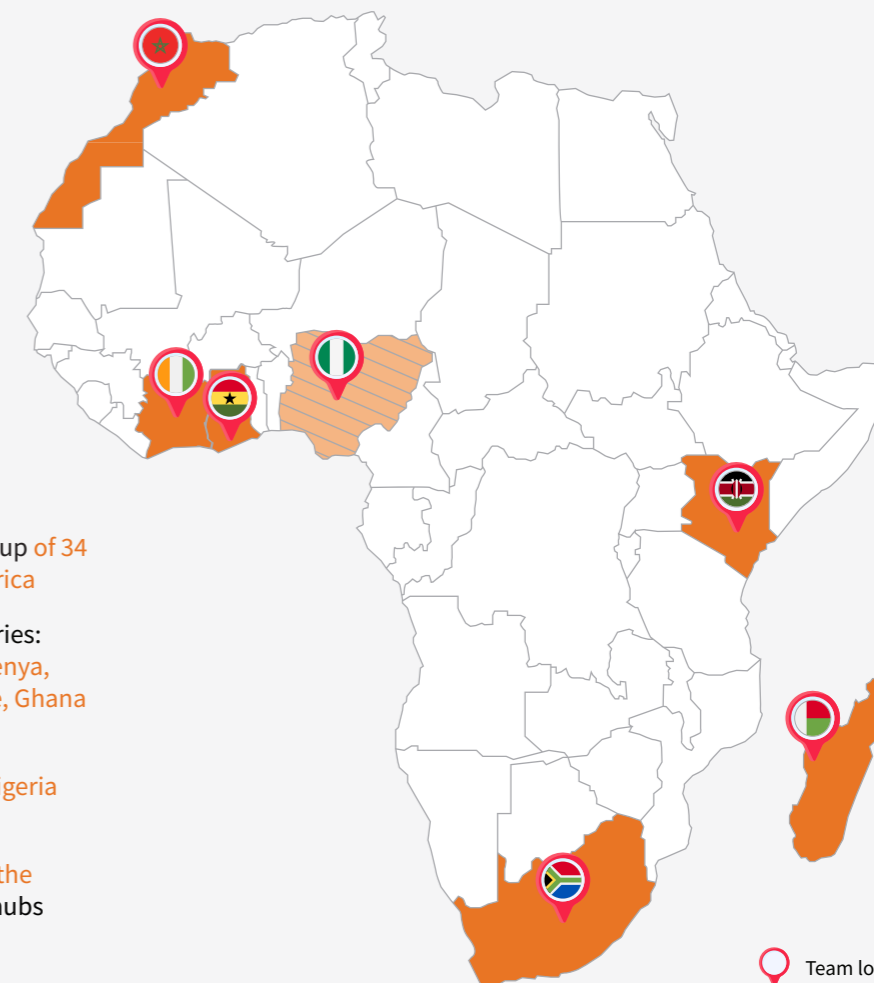 up of 34
rica
ries:
enya,
e, Ghana
igeria
the
hubs
Team lo